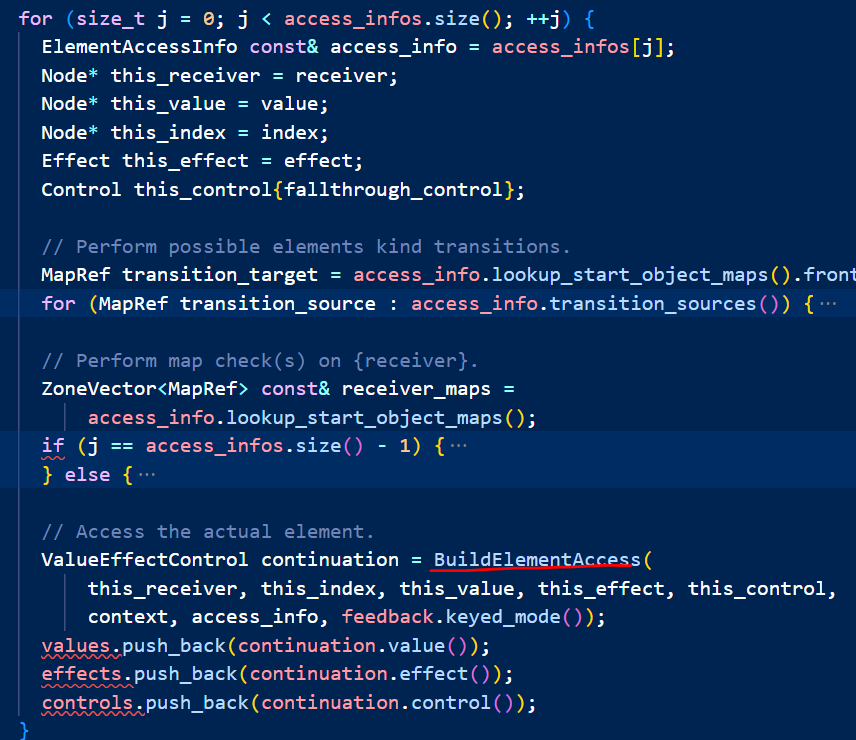 for (size_t j = 0; j < access_infos.size(); ++j) {
  ElementAccessInfo const& access_info = access_infos[j];
  Node* this_receiver = receiver;
  Node* this_value = value;
  Node* this_index = index;
  Effect this_effect = effect;
  Control this_control{fallthrough_control};

  // Perform possible elements kind transitions.
  MapRef transition_target = access_info.lookup_start_object_maps().front
  for (MapRef transition_source : access_info.transition_sources()) {⋯

  // Perform map check(s) on {receiver}.
  ZoneVector<MapRef> const& receiver_maps =
      access_info.lookup_start_object_maps();
  if (j == access_infos.size() - 1) {⋯
  } else {⋯

  // Access the actual element.
  ValueEffectControl continuation = BuildElementAccess(
      this_receiver, this_index, this_value, this_effect, this_control,
      context, access_info, feedback.keyed_mode());
  values.push_back(continuation.value());
  effects.push_back(continuation.effect());
  controls.push_back(continuation.control());
}